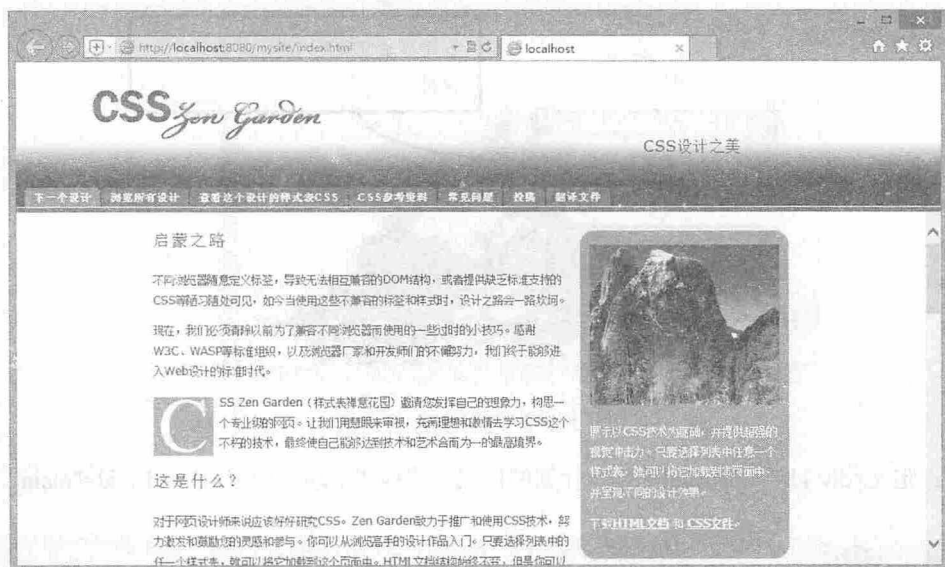 http://localhost:8080/mysite/index.html
localhost
CSS Zen Garden
CSS设计之美
下一个设计 浏览所有设计 查看这个设计的样式表CSS CSS参考资料 常见问题 投稿 翻译文件
启蒙之路
不同浏览器随意定义标签，导致无法相互兼容的DOM结构，或者提供缺乏标准支持的
CSS等陋习随处可见，如今当使用这些不兼容的标签和样式时，设计之路会一路坎坷。
现在，我们必须清除以前为了兼容不同浏览器而使用的一些过时的小技巧。感谢
W3C、WASP等标准组织，以及浏览器厂家和开发师们的不懈努力，我们终于能够进
入Web设计的标准时代。
CSS Zen Garden（样式表禅意花园）邀请您发挥自己的想象力，构思一
个专业级的网页。让我们用慧眼来审视，充满理想和激情去学习CSS这个
不朽的技术，最终使自己能够达到技术和艺术合而为一的最高境界。
这是什么？
对于网页设计师来说应该好好研究CSS。Zen Garden致力于推广和使用CSS技术，努
力激发和鼓励您的灵感和参与。你可以从浏览高手的设计作品入门。只要选择列表中的
任一个样式表，就可以将它加载到这个页面中。HTML文档结构始终不变，但是你可以
展示以CSS技术为基础，并提供超强的
视觉冲击力。只要选择列表中任意一个
样式表，就可以将它加载到本页面中，
并呈现不同的设计效果。
下载HTML文档 和 CSS文件。